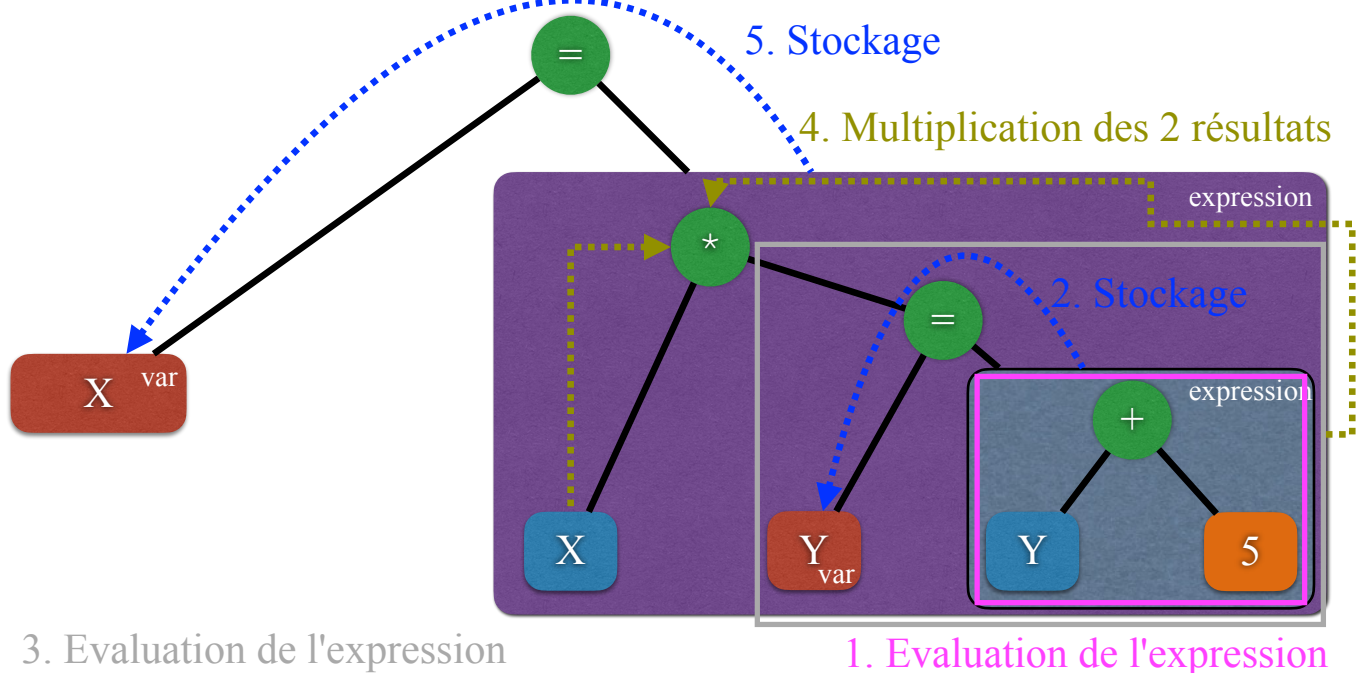 =
5. Stockage
4. Multiplication des 2 résultats
expression
*
2. Stockage
=
X var
expression
+
X
Y var
Y
5
3. Evaluation de l'expression
1. Evaluation de l'expression